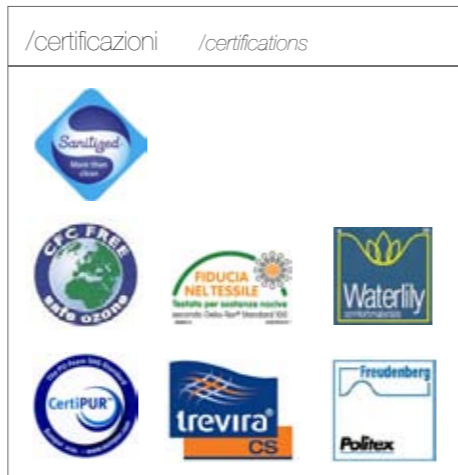 /certificazioni /certifications
Sanitized
More than
clean
CFC FREE
safe ozone
FIDUCIA
NEL TESSILE
Testato per sostanze nocive
secondo Oeko-Tex® Standard 100
Waterlily
CertiPUR™
trevira®
CS
Freudenberg
Politex